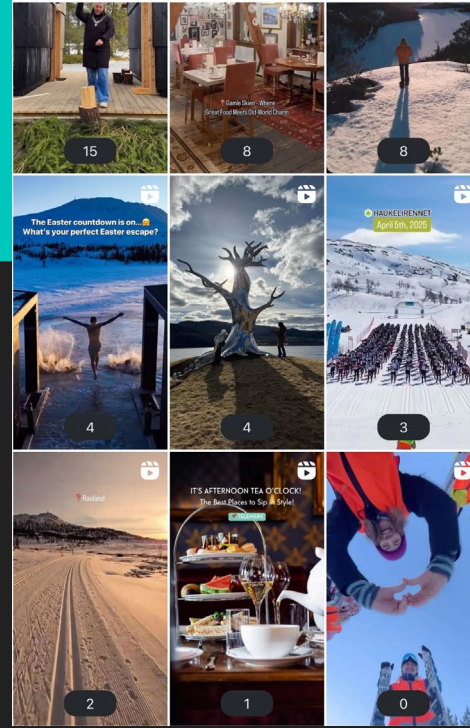 Gamle Skien - Where
Great Food Meets Old-World Charm
15
8
8
The Easter countdown is on...🤗
What's your perfect Easter escape?
HAUKELIRENNET
April 5th, 2025
4
4
3
Rauland
IT'S AFTERNOON TEA O'CLOCK!
The Best Places to Sip in Style!
TELEMARK
2
1
0